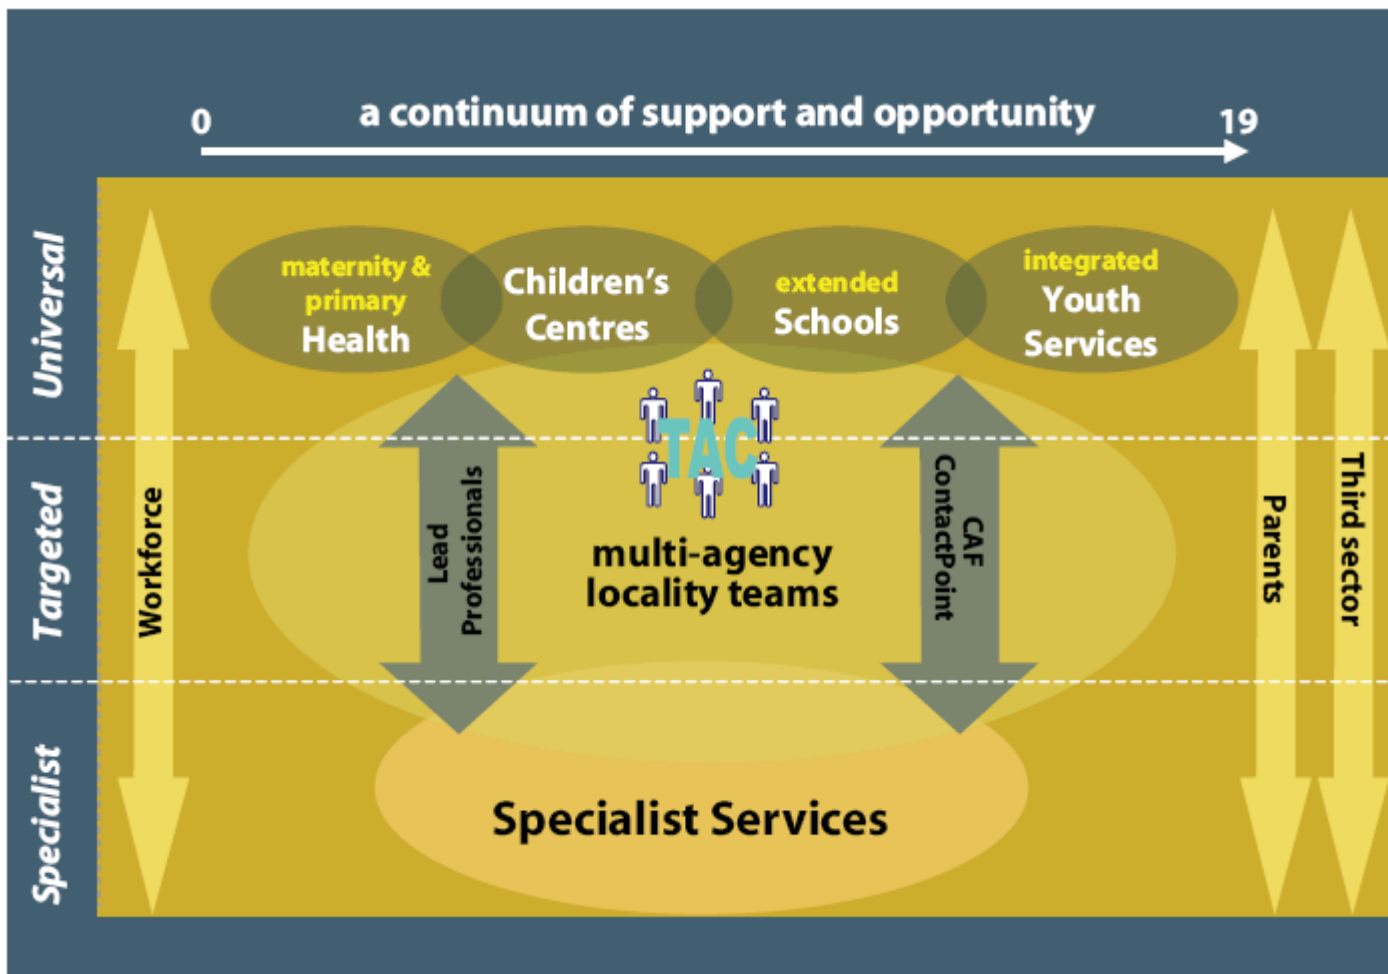 a continuum of support and opportunity
0
19
Universal
Targeted
Specialist
maternity &
primary
Health
Children's
Centres
extended
Schools
integrated
Youth
Services
TAC
multi-agency
locality teams
Workforce
Lead
Professionals
CAF
ContactPoint
Parents
Third sector
Specialist Services